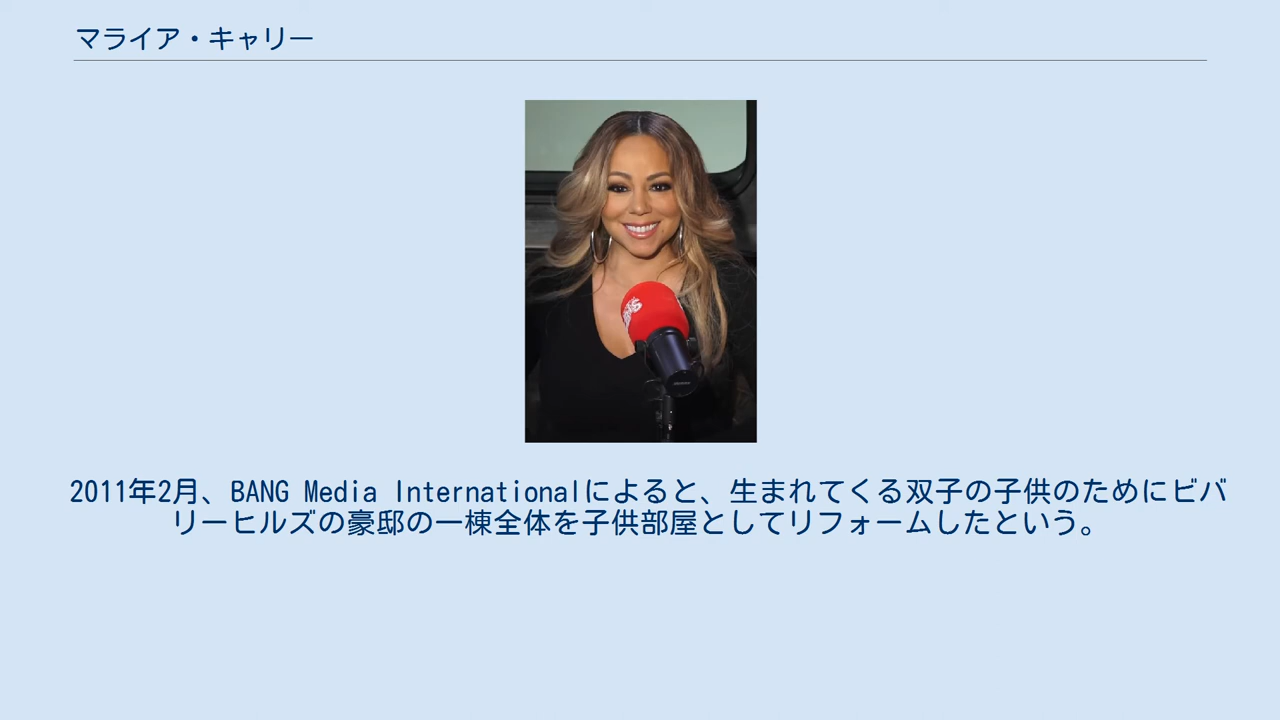 マライア・キャリー
2011年2月、BANG Media Internationalによると、生まれてくる双子の子供のためにビバ
リーヒルズの豪邸の一棟全体を子供部屋としてリフォームしたという。